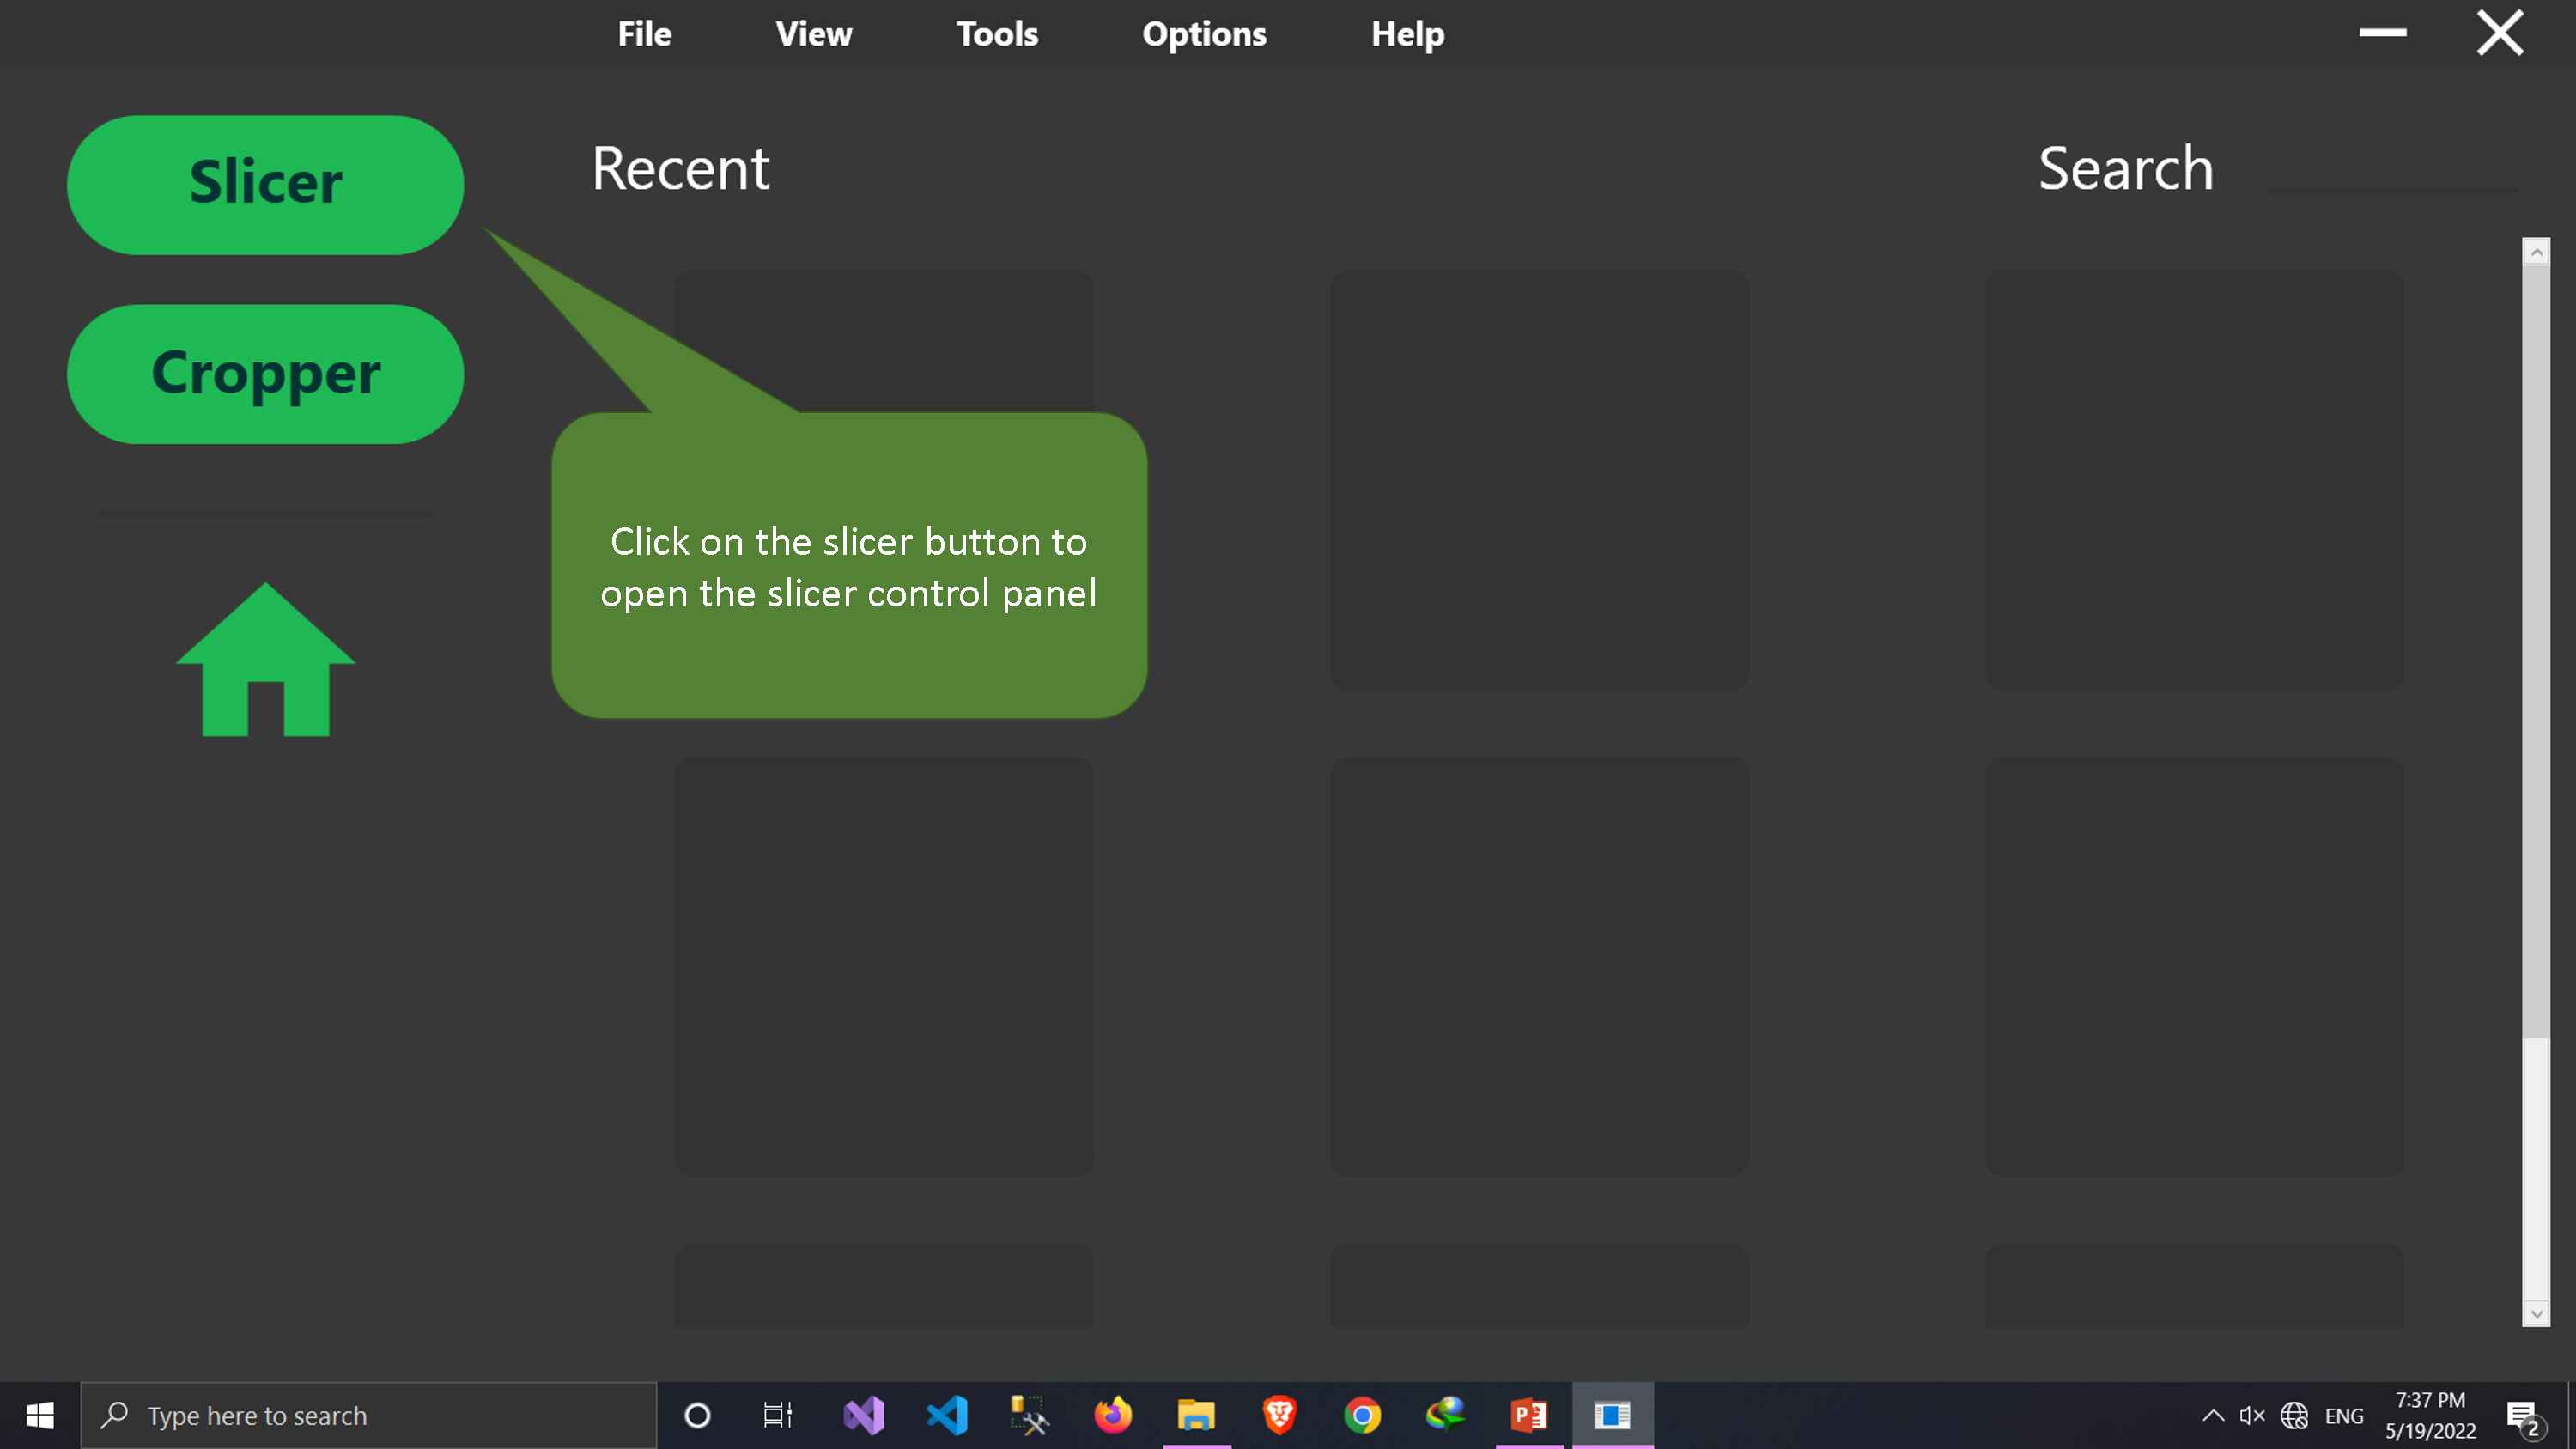 File View Tools Options Help
Slicer
Recent
Search
Cropper
Click on the slicer button to
open the slicer control panel
Type here to search
ENG
7:37 PM
5/19/2022
2